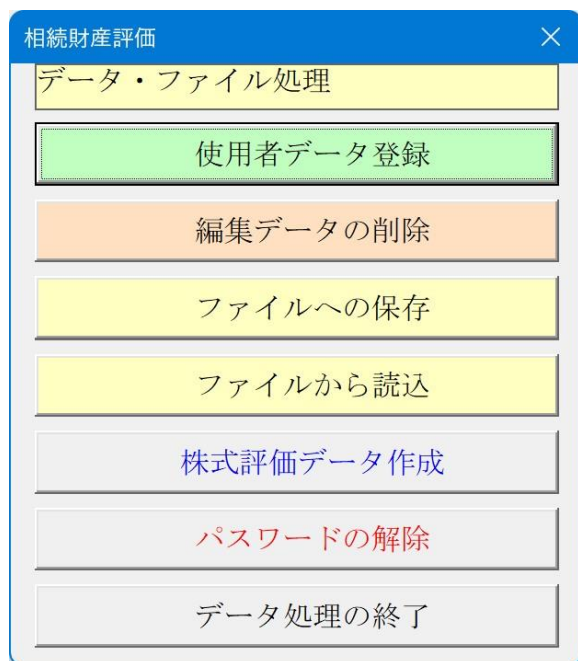 相続財産評価
データ・ファイル処理
使用者データ登録
編集データの削除
ファイルへの保存
ファイルから読込
株式評価データ作成
パスワードの解除
データ処理の終了